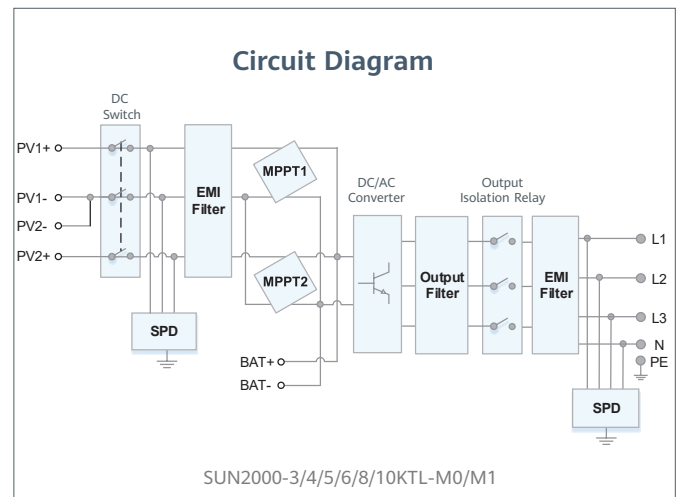 Circuit Diagram
DC
Switch
PV1+
PV1-
PV2-
PV2+
EMI
Filter
SPD
MPPT1
MPPT2
BAT+
BAT-
DC/AC
Converter
Output
Filter
Output
Isolation Relay
EMI
Filter
L1
L2
L3
N
PE
SPD
SUN2000-3/4/5/6/8/10KTL-M0/M1